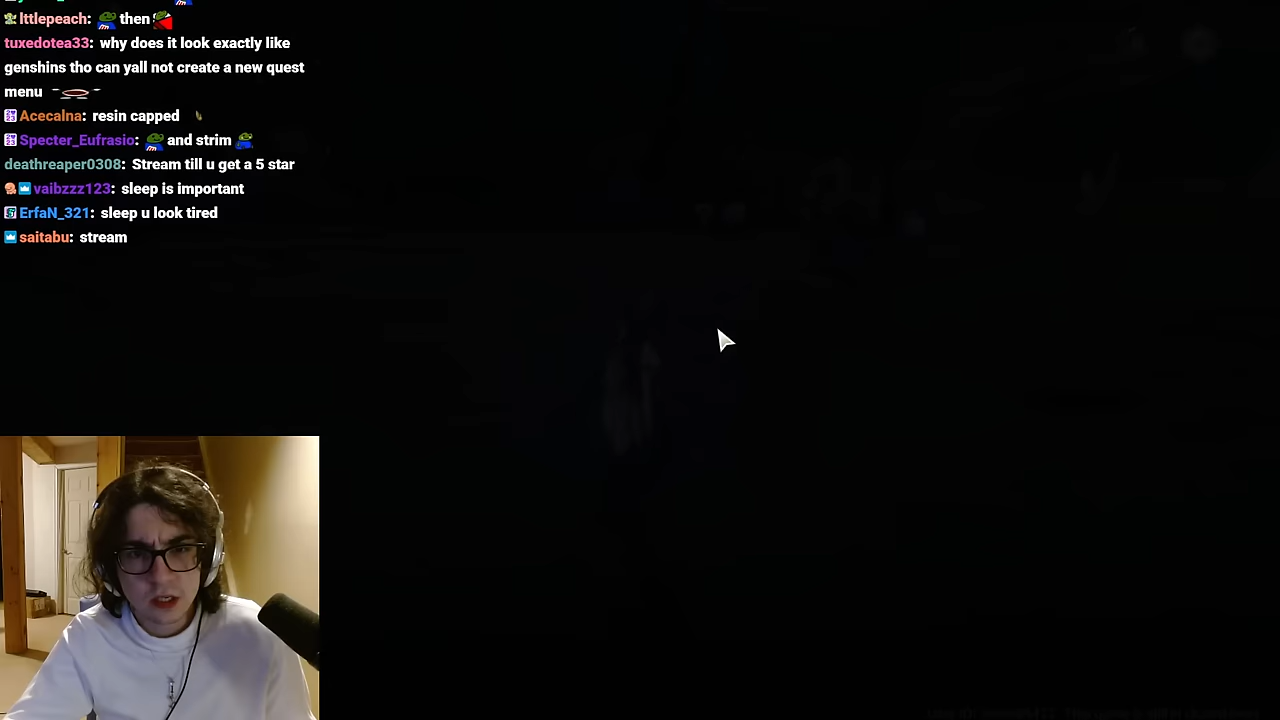 lttlepeach: then
tuxedotea33: why does it look exactly like
genshins tho can yall not create a new quest
menu
Acecalna: resin capped
Specter_Eufrasio: and strim
deathreaper0308: Stream till u get a 5 star
vaibzzz123: sleep is important
ErfaN_321: sleep u look tired
saitabu: stream